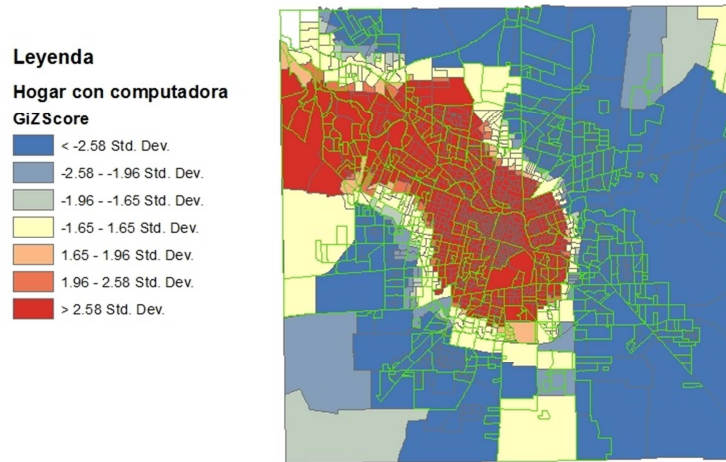 Leyenda
Hogar con computadora
GiZScore
< -2.58 Std. Dev.
-2.58 - -1.96 Std. Dev.
-1.96 - -1.65 Std. Dev.
-1.65 - 1.65 Std. Dev.
1.65 - 1.96 Std. Dev.
1.96 - 2.58 Std. Dev.
> 2.58 Std. Dev.